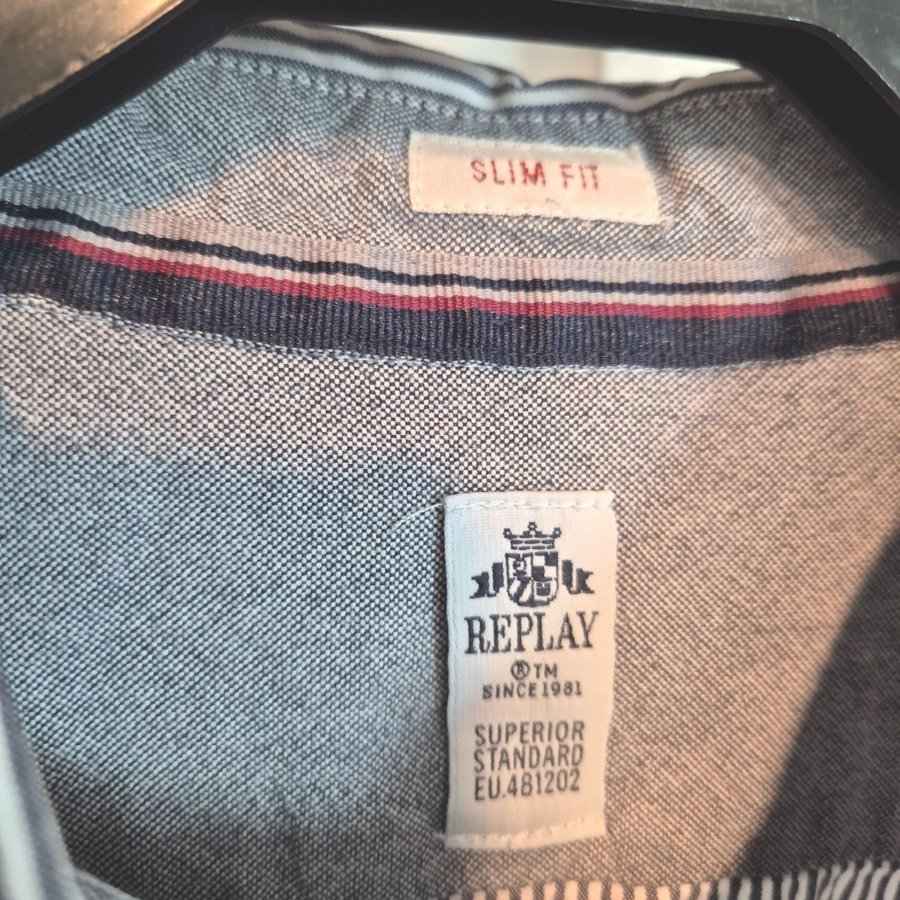 SLIM FIT
REPLAY
®TM
SINCE 1981
SUPERIOR
STANDARD
EU.481202